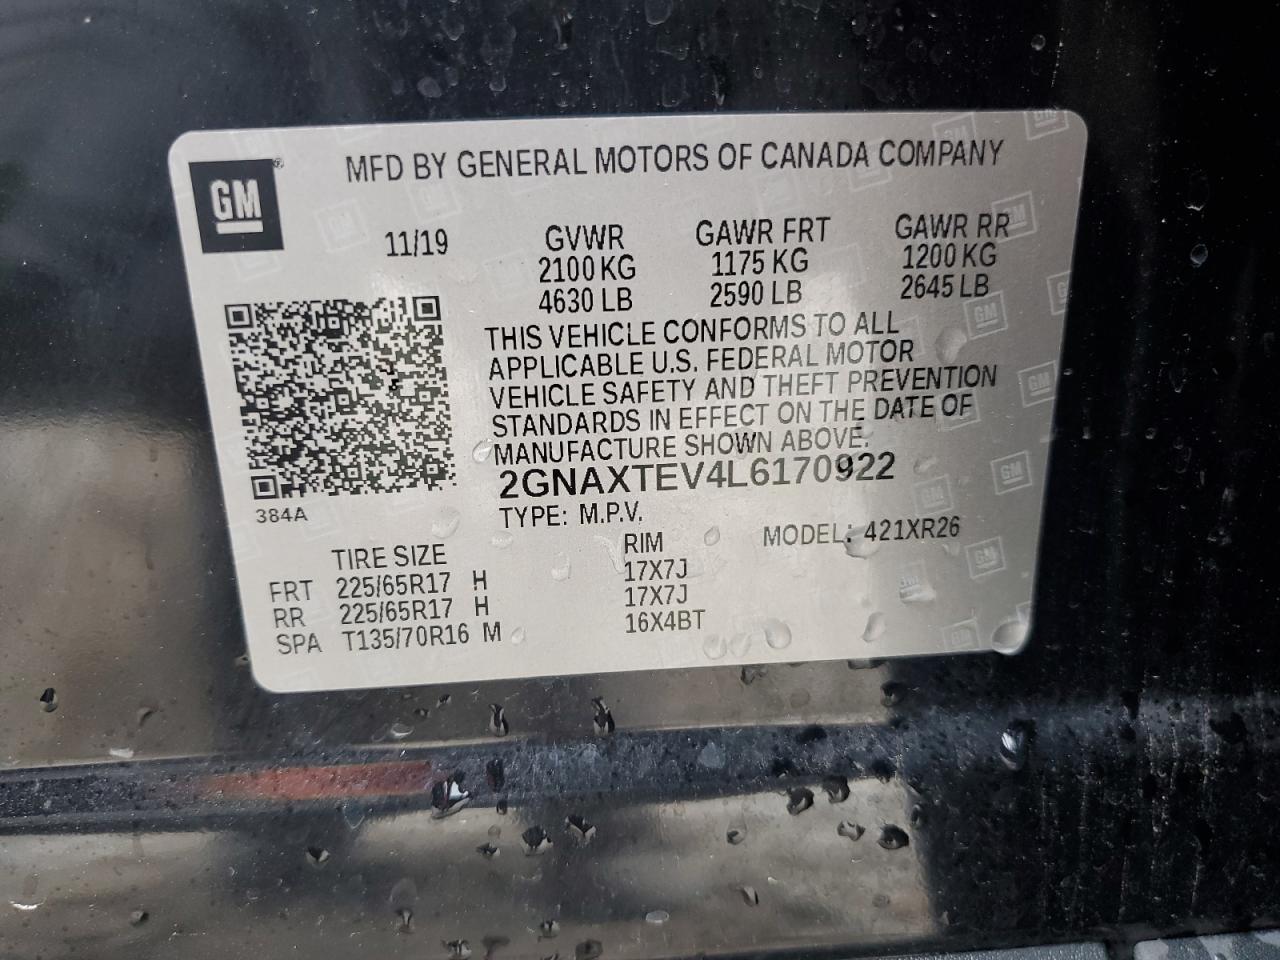 GM®
MFD BY GENERAL MOTORS OF CANADA COMPANY
11/19
GVWR
2100 KG
4630 LB
GAWR FRT
1175 KG
2590 LB
GAWR RR
1200 KG
2645 LB
THIS VEHICLE CONFORMS TO ALL
APPLICABLE U.S. FEDERAL MOTOR
VEHICLE SAFETY AND THEFT PREVENTION
STANDARDS IN EFFECT ON THE DATE OF
MANUFACTURE SHOWN ABOVE.
2GNAXTEV4L6170922
TYPE: M.P.V.
MODEL: 421XR26
384A
TIRE SIZE RIM
FRT 225/65R17 H 17X7J
RR 225/65R17 H 17X7J
SPA T135/70R16 M 16X4BT